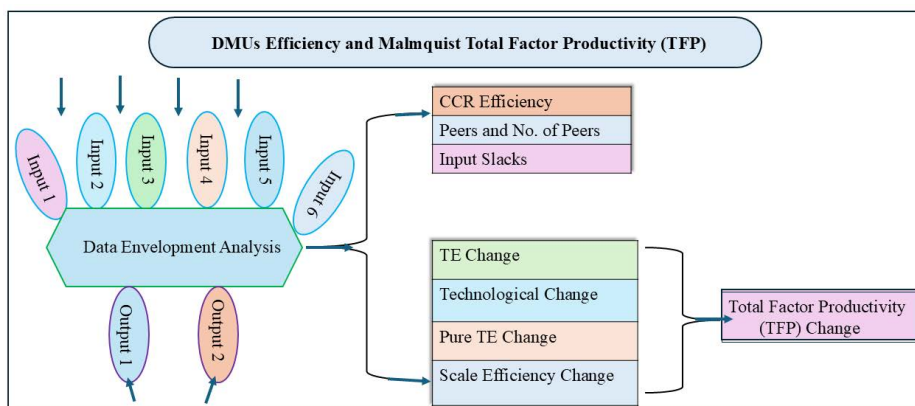 DMUs Efficiency and Malmquist Total Factor Productivity (TFP)
Input 1
Input 2
Input 3
Input 4
Input 5
Input 6
Data Envelopment Analysis
Output 1
Output 2
CCR Efficiency
Peers and No. of Peers
Input Slacks
TE Change
Technological Change
Pure TE Change
Scale Efficiency Change
Total Factor Productivity
(TFP) Change